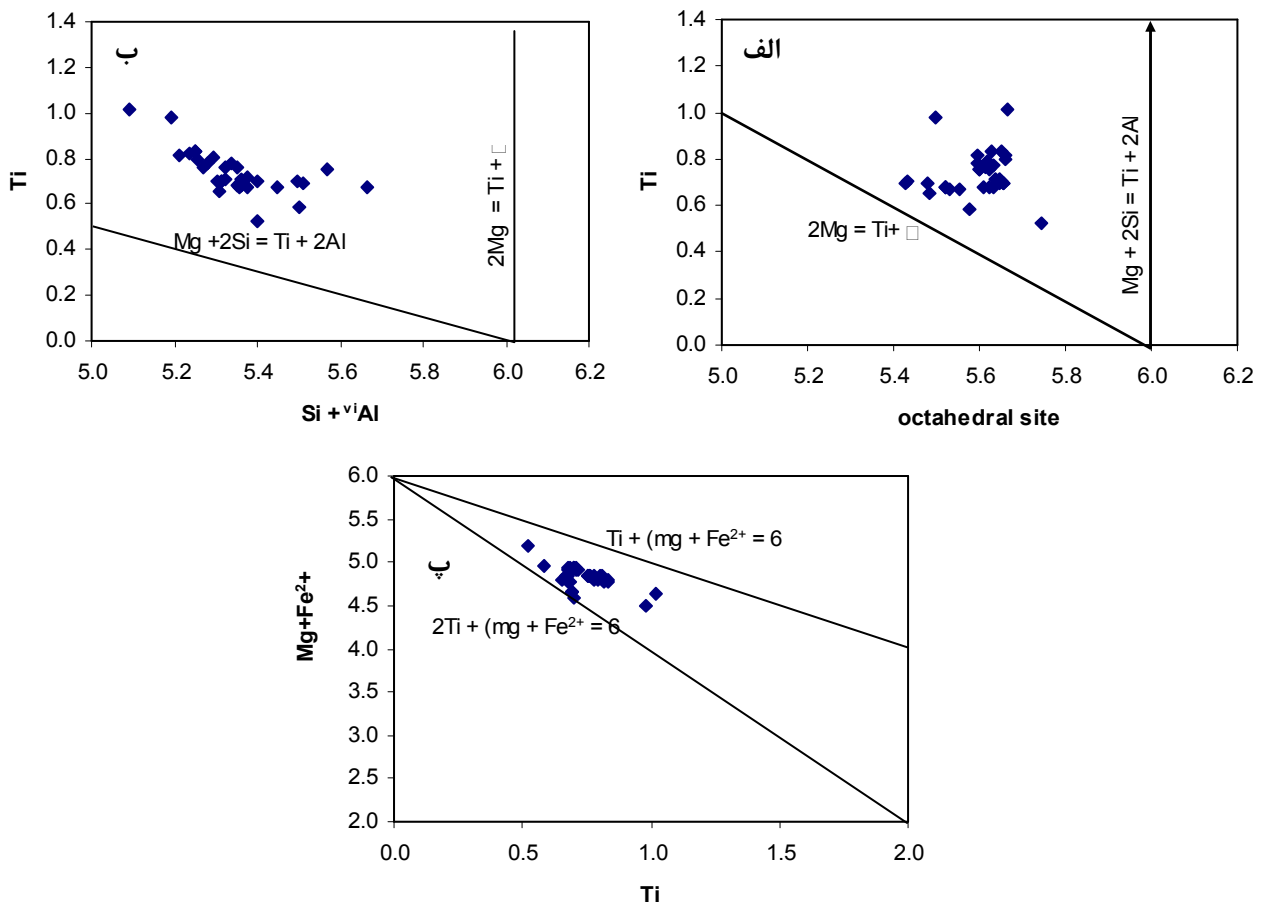 الف
1.4
1.2
1.0
0.8
0.6
0.4
0.2
0.0
Ti
2Mg = Ti+ □
Mg + 2Si = Ti + 2Al
5.0 5.2 5.4 5.6 5.8 6.0 6.2
octahedral site
ب
1.4
1.2
1.0
0.8
0.6
0.4
0.2
0.0
Ti
Mg +2Si = Ti + 2Al
2Mg = Ti + □
5.0 5.2 5.4 5.6 5.8 6.0 6.2
Si + ᵛⁱAl
پ
6.0
5.5
5.0
4.5
4.0
3.5
3.0
2.5
2.0
Mg+Fe²⁺
Ti + (mg + Fe²⁺ = 6
2Ti + (mg + Fe²⁺ = 6
0.0 0.5 1.0 1.5 2.0
Ti